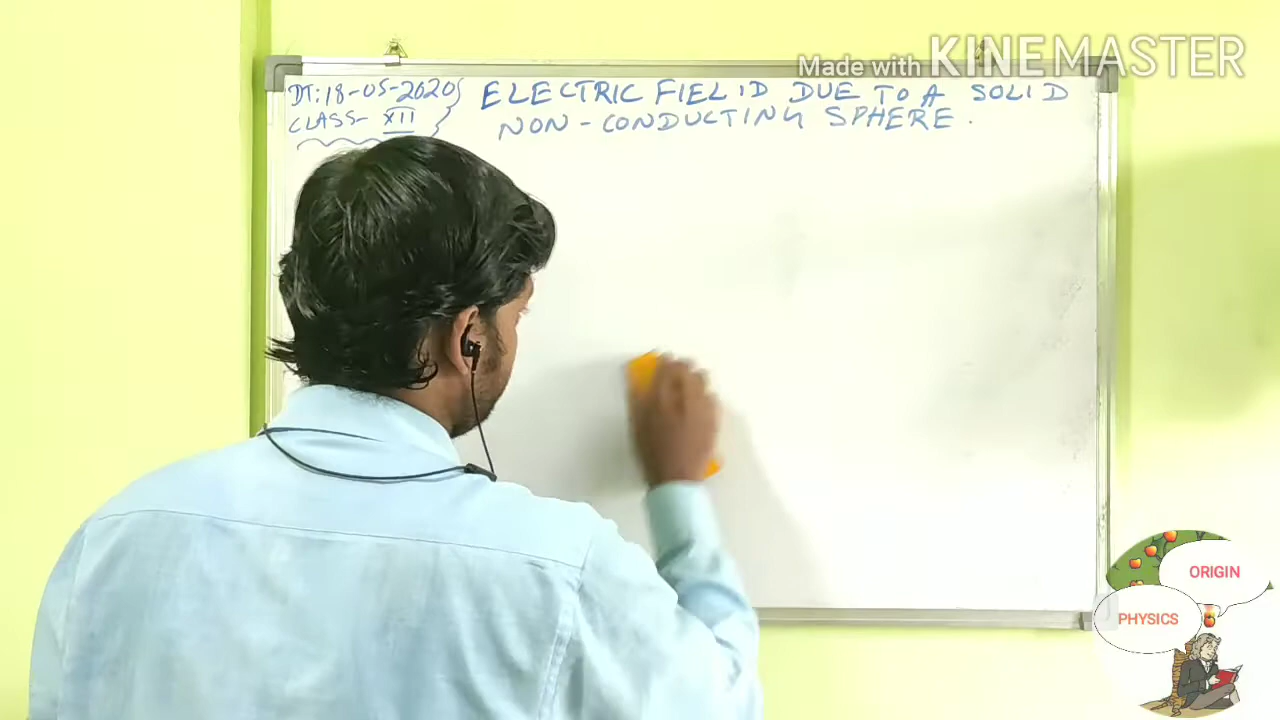 Made with KINEMASTER
DT:18-05-2020
CLASS-XII
ELECTRIC FIELD DUE TO A SOLID
NON-CONDUCTING SPHERE.
ORIGIN
PHYSICS